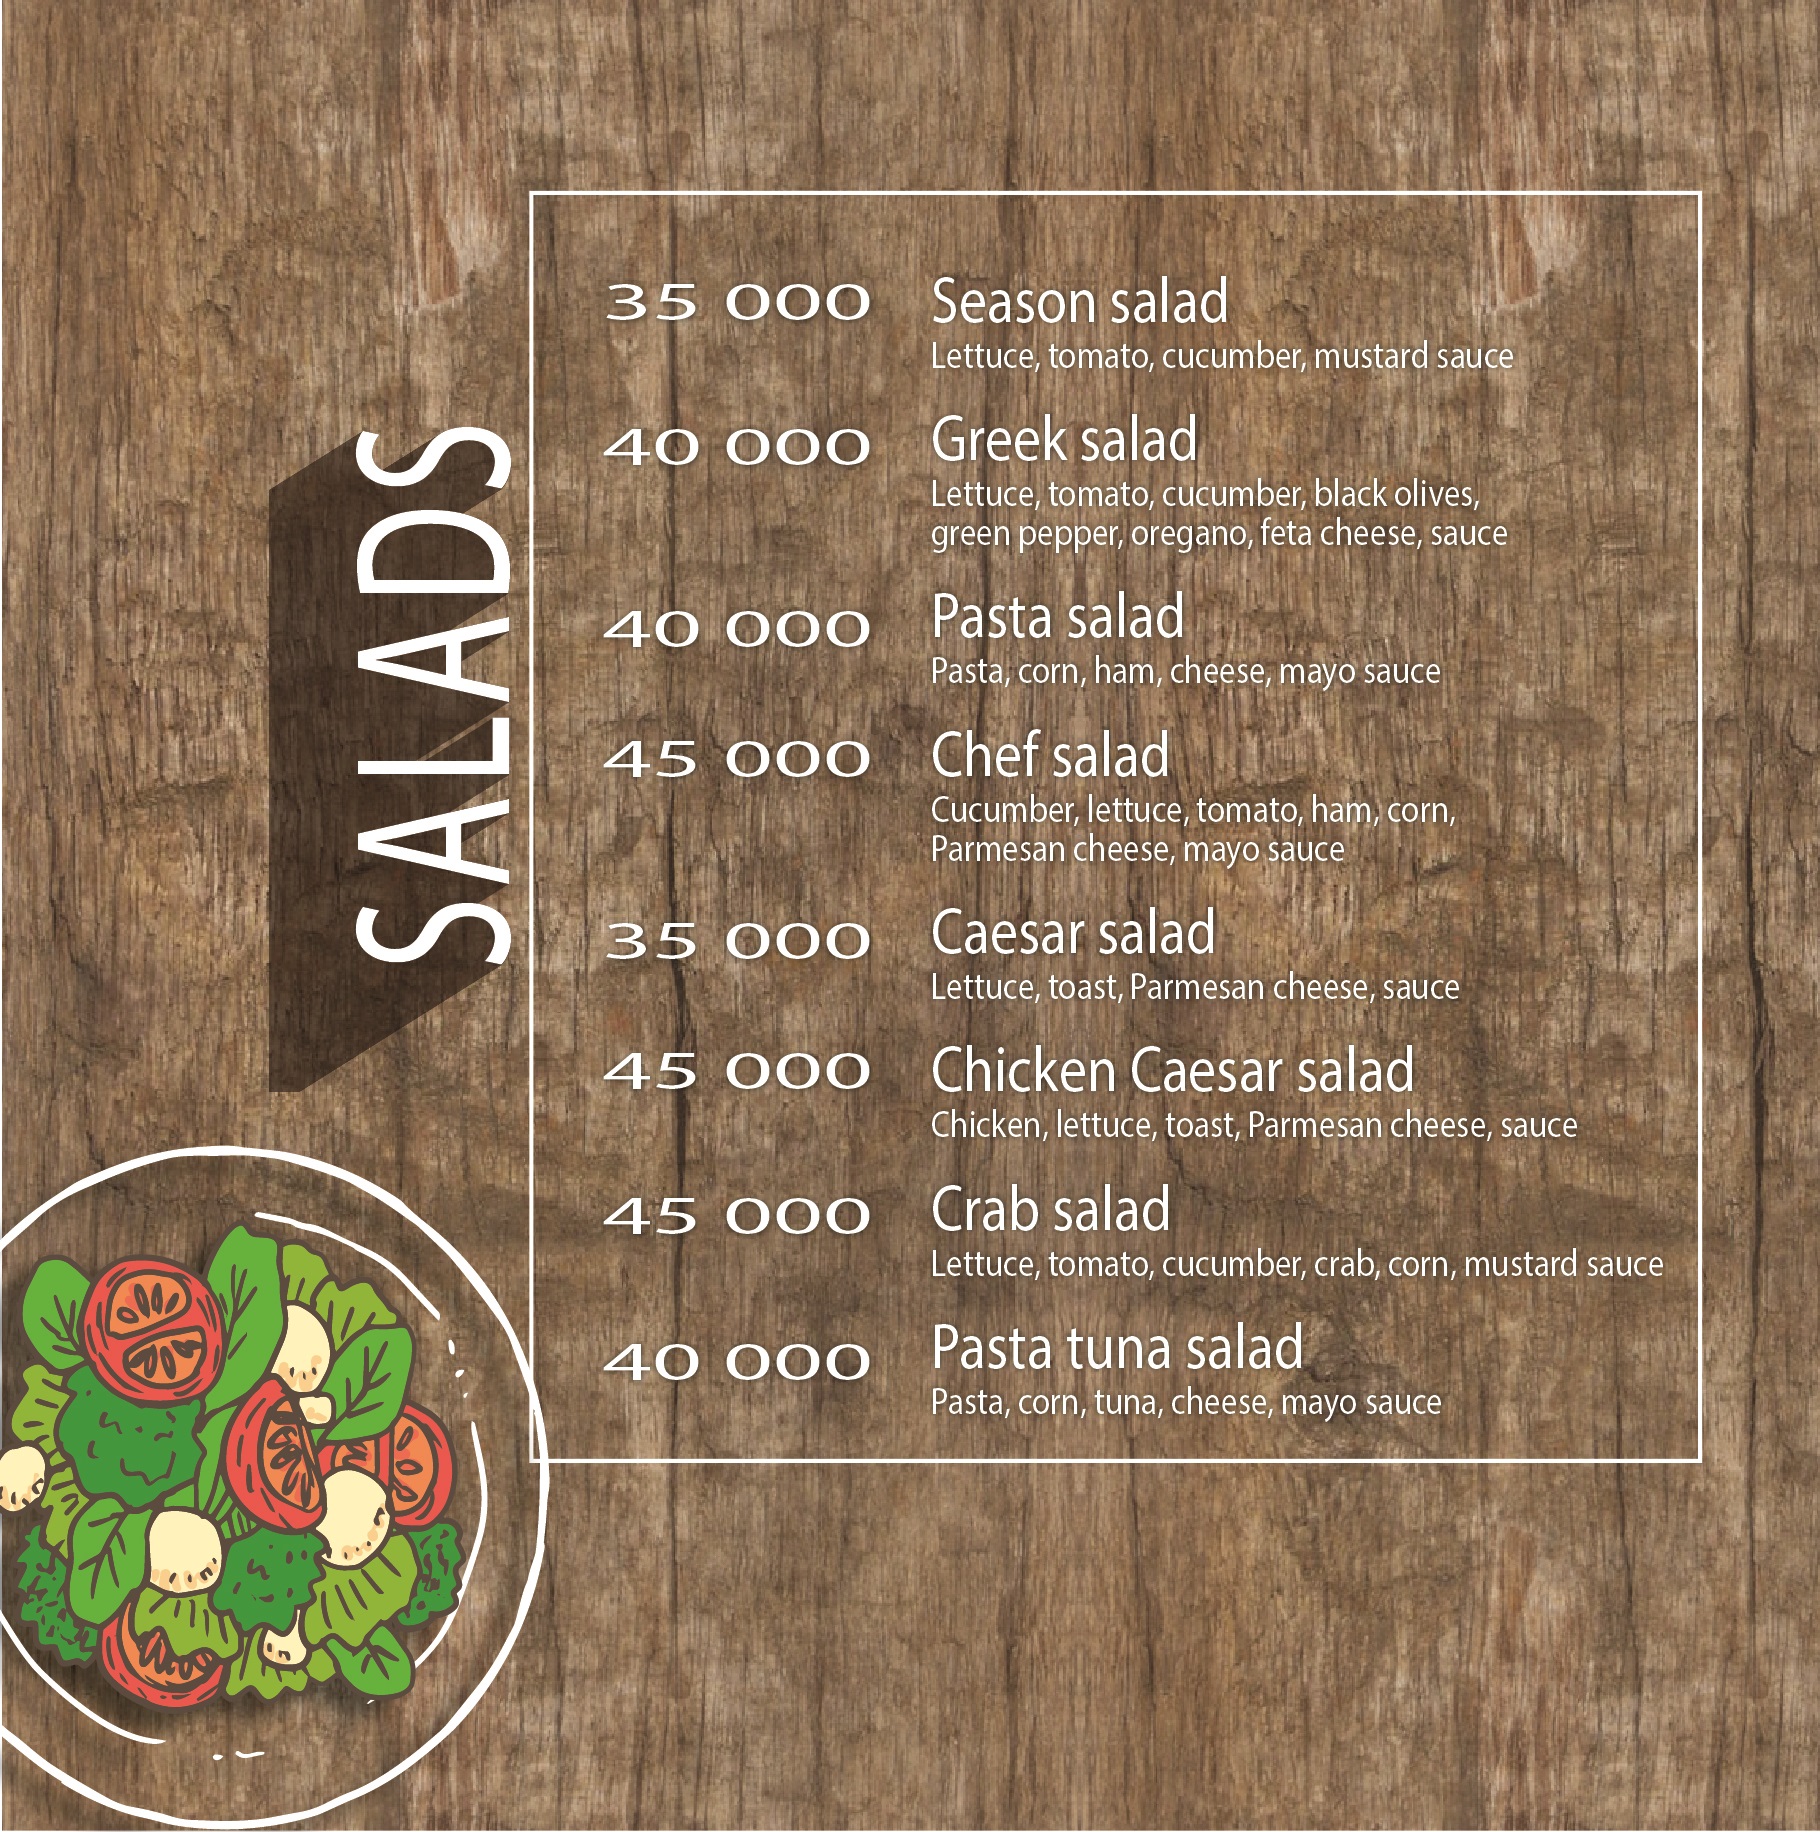 SALADS
35 000 Season salad
Lettuce, tomato, cucumber, mustard sauce
40 000 Greek salad
Lettuce, tomato, cucumber, black olives,
green pepper, oregano, feta cheese, sauce
40 000 Pasta salad
Pasta, corn, ham, cheese, mayo sauce
45 000 Chef salad
Cucumber, lettuce, tomato, ham, corn,
Parmesan cheese, mayo sauce
35 000 Caesar salad
Lettuce, toast, Parmesan cheese, sauce
45 000 Chicken Caesar salad
Chicken, lettuce, toast, Parmesan cheese, sauce
45 000 Crab salad
Lettuce, tomato, cucumber, crab, corn, mustard sauce
40 000 Pasta tuna salad
Pasta, corn, tuna, cheese, mayo sauce